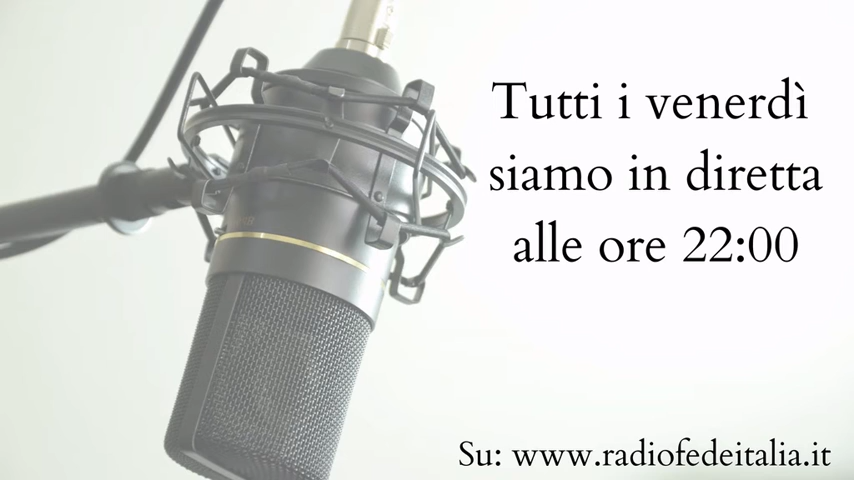 Tutti i venerdì
siamo in diretta
alle ore 22:00
Su: www.radiofedeitalia.it